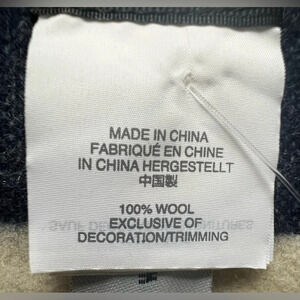 MADE IN CHINA
FABRIQUÉ EN CHINE
IN CHINA HERGESTELLT
中国製
100% WOOL
EXCLUSIVE OF
DECORATION/TRIMMING